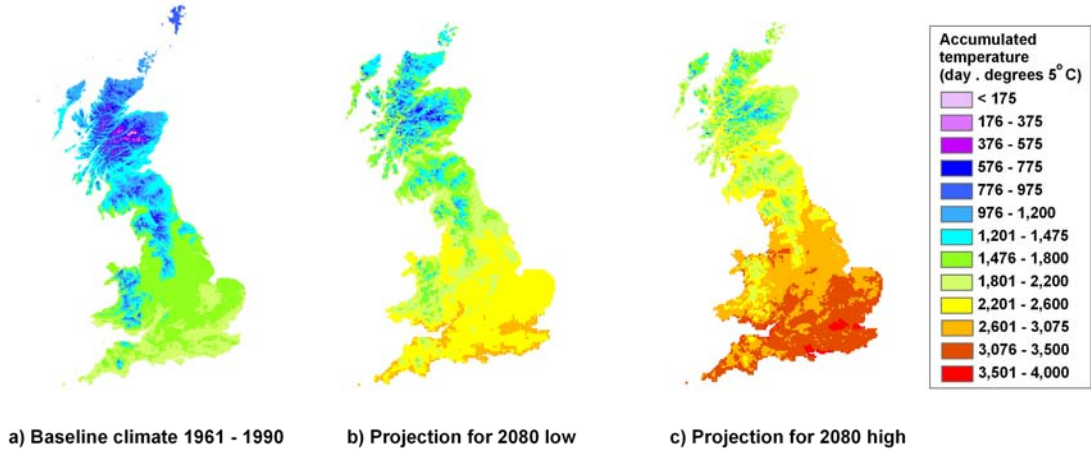 Accumulated
temperature
(day . degrees 5°C)
< 175
176 - 375
376 - 575
576 - 775
776 - 975
976 - 1,200
1,201 - 1,475
1,476 - 1,800
1,801 - 2,200
2,201 - 2,600
2,601 - 3,075
3,076 - 3,500
3,501 - 4,000
a) Baseline climate 1961 - 1990
b) Projection for 2080 low
c) Projection for 2080 high